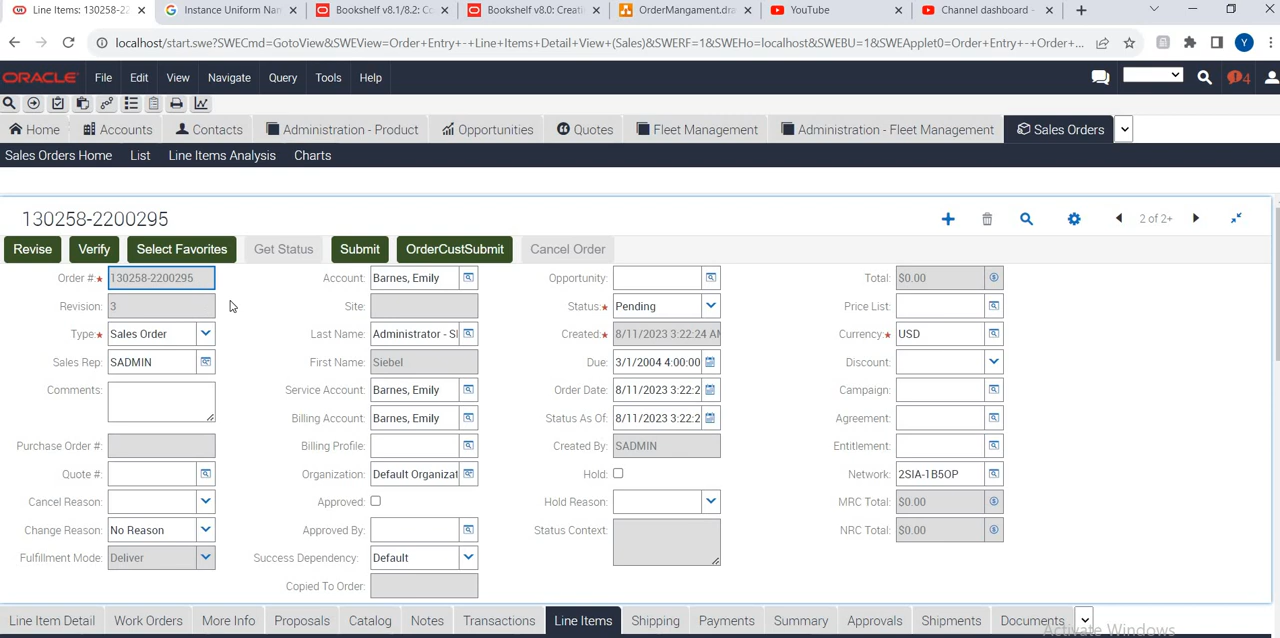 Line Items: 130258-22
Instance Uniform Na
Bookshelf v8.1/8.2: C
Bookshelf v8.0: Creati
OrderMangament.dra
YouTube
Channel dashboard -
localhost/start.swe?SWECmd=GotoView&SWEView=Order+Entry+-+Line+Items+Detail+View+(Sales)&SWERF=1&SWEHo=localhost&SWEBU=1&SWEApplet0=Order+Entry+-+Order+...
Y
ORACLE File Edit View Navigate Query Tools Help 4
Home Accounts Contacts Administration - Product Opportunities Quotes Fleet Management Administration - Fleet Management Sales Orders
Sales Orders Home List Line Items Analysis Charts
130258-2200295 2 of 2+
Revise Verify Select Favorites Get Status Submit OrderCustSubmit Cancel Order
Order #:★ 130258-2200295 Account: Barnes, Emily Opportunity: Total: $0.00
Revision: 3 Site: Status:★ Pending Price List:
Type:★ Sales Order Last Name: Administrator - SI Created:★ 8/11/2023 3:22:24 AM Currency:★ USD
Sales Rep: SADMIN First Name: Siebel Due: 3/1/2004 4:00:00 Discount:
Comments: Service Account: Barnes, Emily Order Date: 8/11/2023 3:22:2 Campaign:
Billing Account: Barnes, Emily Status As Of: 8/11/2023 3:22:2 Agreement:
Purchase Order #: Billing Profile: Created By: SADMIN Entitlement:
Quote #: Organization: Default Organizat Hold: Network: 2SIA-1B5OP
Cancel Reason: Approved: Hold Reason: MRC Total: $0.00
Change Reason: No Reason Approved By: Status Context: NRC Total: $0.00
Fulfillment Mode: Deliver Success Dependency: Default
Copied To Order:
Line Item Detail Work Orders More Info Proposals Catalog Notes Transactions Line Items Shipping Payments Summary Approvals Shipments Documents
Activate Windows